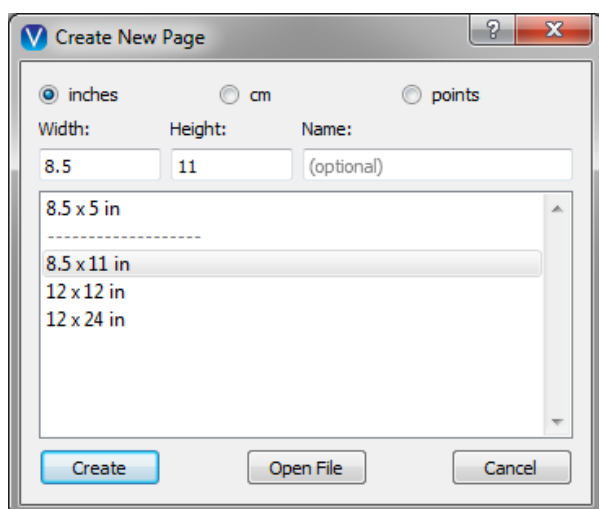 Create New Page
inches cm points
Width: Height: Name:
8.5 11 (optional)
8.5 x 5 in
-------------------
8.5 x 11 in
12 x 12 in
12 x 24 in
Create Open File Cancel